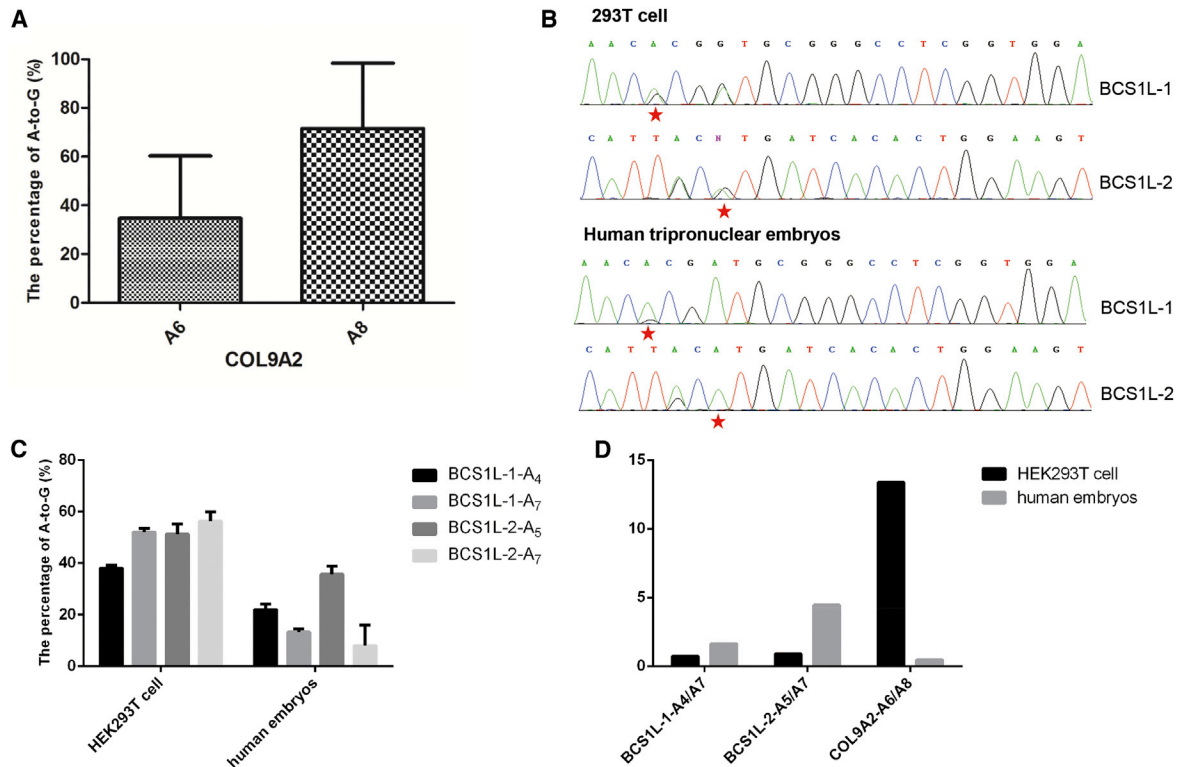 A
The percentage of A-to-G (%)
100
80
60
40
20
0
A6
A8
COL9A2
B
293T cell
A A C A C G G T G C G G G C C T C G G T G G A
BCS1L-1
C A T T A C N T G A T C A C A C T G G A A G T
BCS1L-2
Human tripronuclear embryos
A A C A C G A T G C G G G C C T C G G T G G A
BCS1L-1
C A T T A C A T G A T C A C A C T G G A A G T
BCS1L-2
C
The percentage of A-to-G (%)
80
60
40
20
0
HEK293T cell
human embryos
BCS1L-1-A4
BCS1L-1-A7
BCS1L-2-A5
BCS1L-2-A7
D
15
10
5
0
BCS1L-1-A4/A7
BCS1L-2-A5/A7
COL9A2-A6/A8
HEK293T cell
human embryos